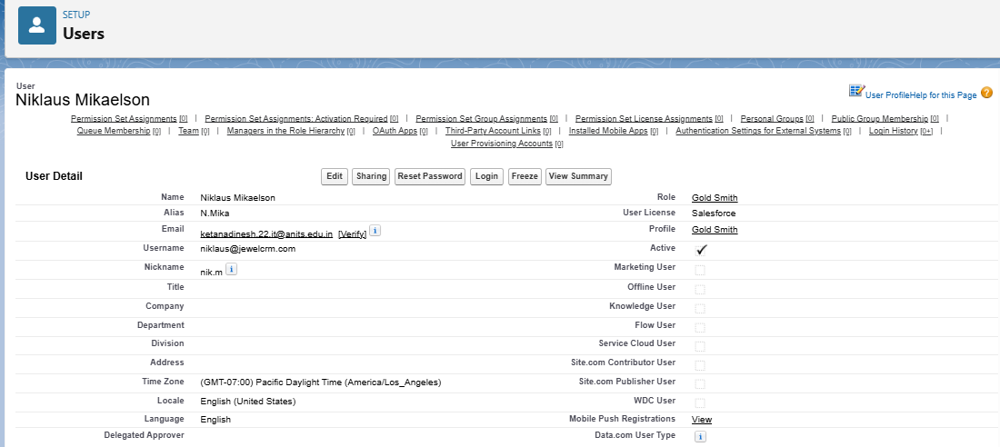 SETUP
Users
User
Niklaus Mikaelson
User Profile Help for this Page ?
Permission Set Assignments [0] | Permission Set Assignments: Activation Required [0] | Permission Set Group Assignments [0] | Permission Set License Assignments [0] | Personal Groups [0] | Public Group Membership [0] |
Queue Membership [0] | Team [0] | Managers in the Role Hierarchy [0] | OAuth Apps [0] | Third-Party Account Links [0] | Installed Mobile Apps [0] | Authentication Settings for External Systems [0] | Login History [0+] |
User Provisioning Accounts [0]
User Detail Edit Sharing Reset Password Login Freeze View Summary
Name Niklaus Mikaelson Role Gold Smith
Alias N.Mika User License Salesforce
Email ketanadinesh.22.it@anits.edu.in [Verify] i Profile Gold Smith
Username niklaus@jewelcrm.com Active ✓
Nickname nik.m i Marketing User
Title Offline User
Company Knowledge User
Department Flow User
Division Service Cloud User
Address Site.com Contributor User
Time Zone (GMT-07:00) Pacific Daylight Time (America/Los_Angeles) Site.com Publisher User
Locale English (United States) WDC User
Language English Mobile Push Registrations View
Delegated Approver Data.com User Type i